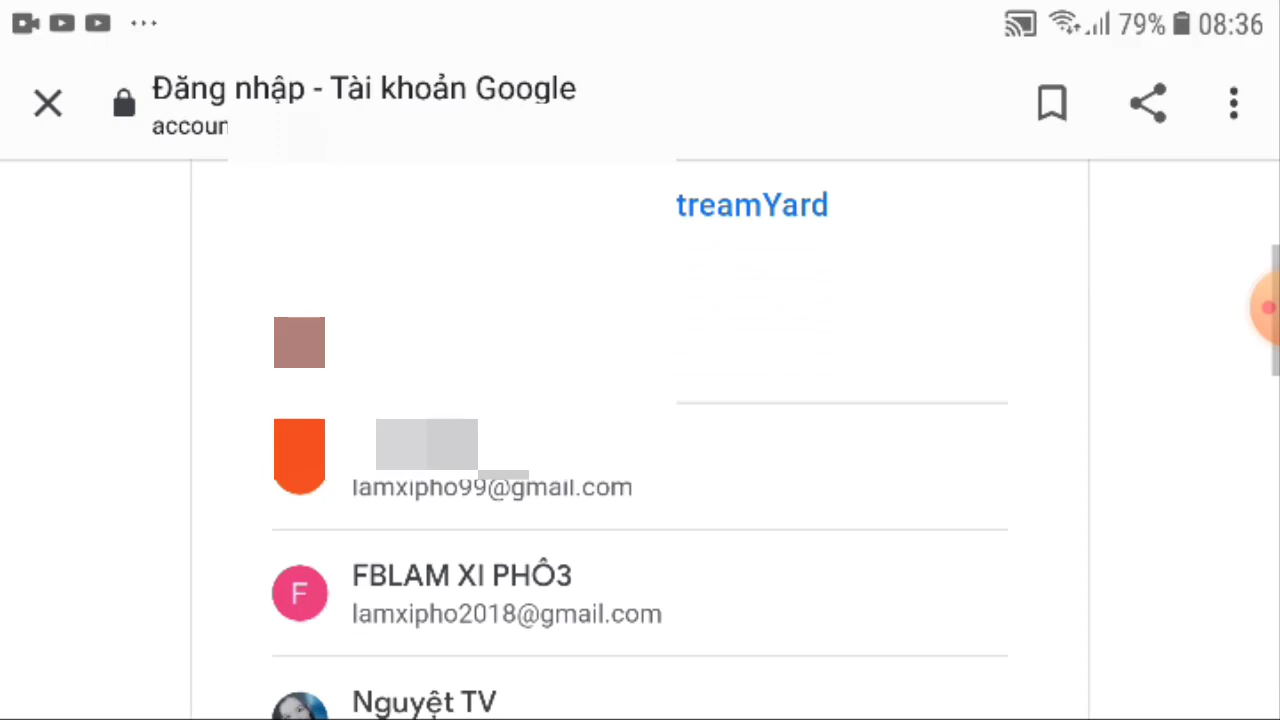 79% 08:36
Đăng nhập - Tài khoản Google
accoun
treamYard
lamxipho99@gmail.com
FBLAM XI PHÔ3
lamxipho2018@gmail.com
Nguyệt TV